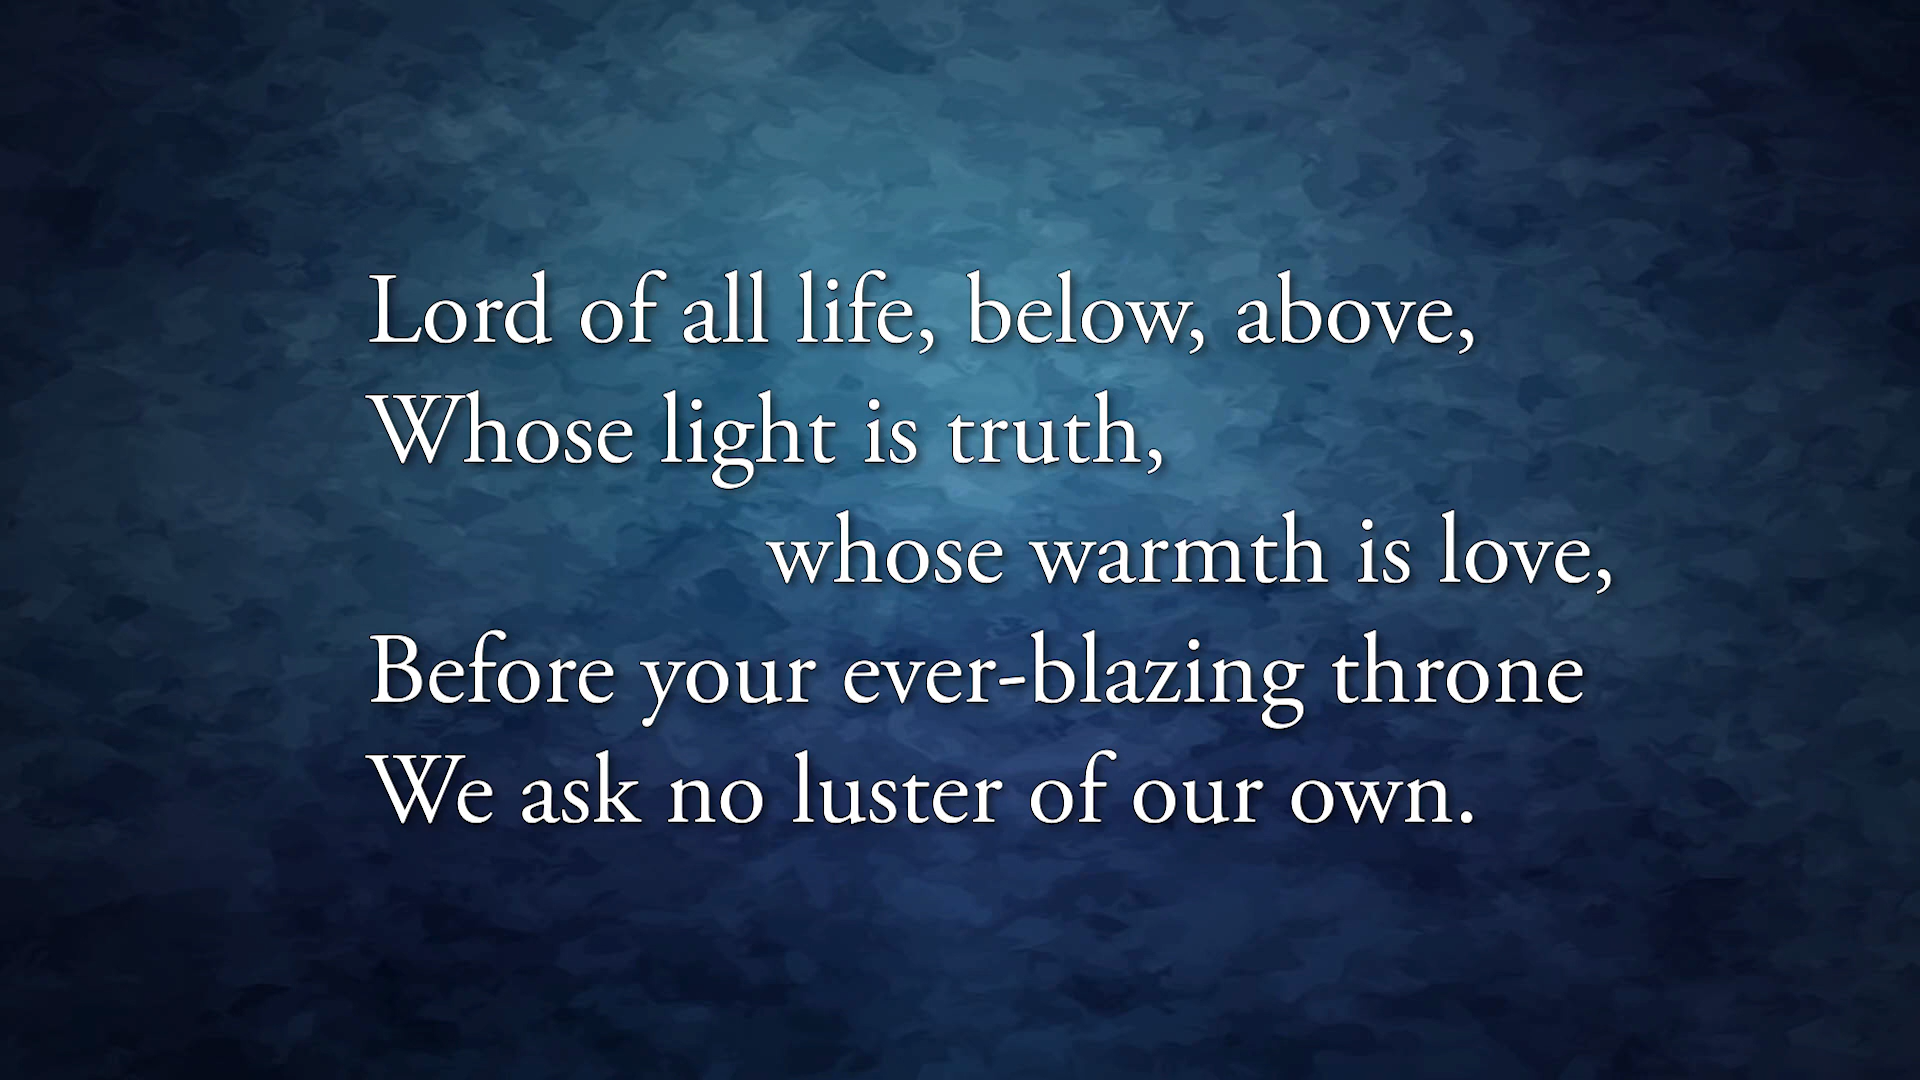 Lord of all life, below, above,
Whose light is truth,
whose warmth is love,
Before your ever-blazing throne
We ask no luster of our own.